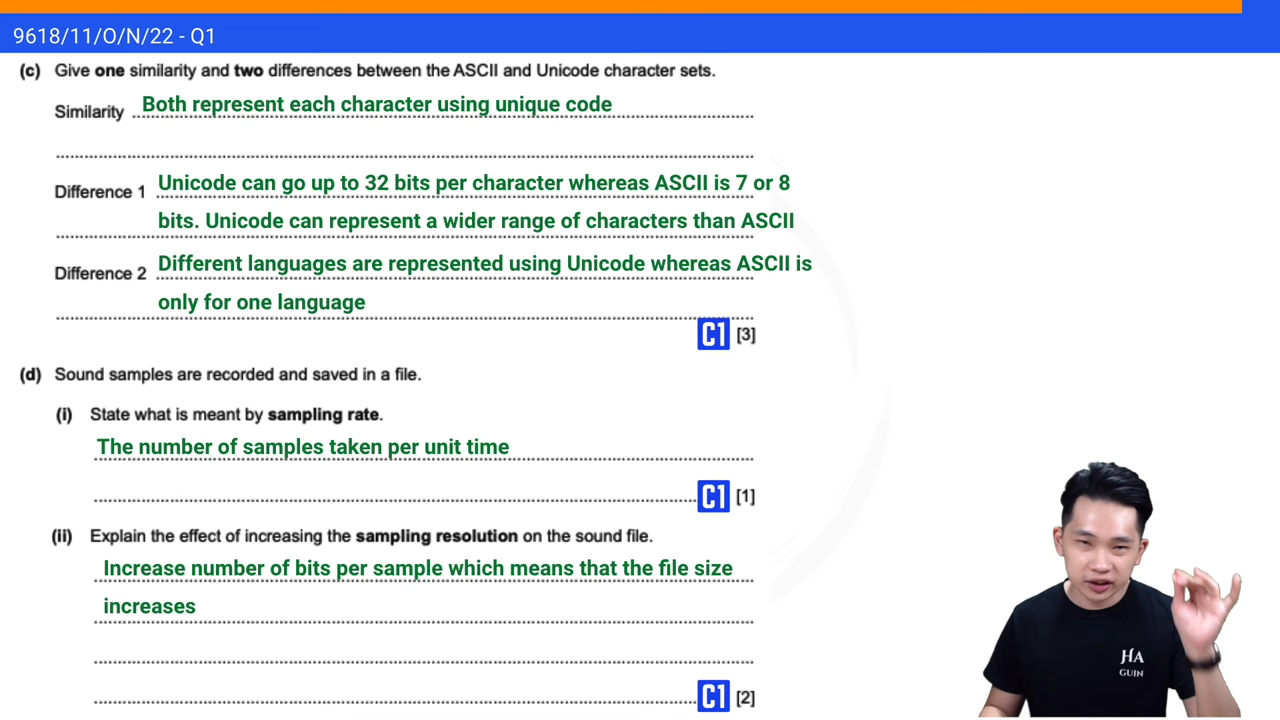 9618/11/O/N/22 - Q1
(c) Give one similarity and two differences between the ASCII and Unicode character sets.
Similarity Both represent each character using unique code
Difference 1 Unicode can go up to 32 bits per character whereas ASCII is 7 or 8
bits. Unicode can represent a wider range of characters than ASCII
Difference 2 Different languages are represented using Unicode whereas ASCII is
only for one language
C1 [3]
(d) Sound samples are recorded and saved in a file.
(i) State what is meant by sampling rate.
The number of samples taken per unit time
C1 [1]
(ii) Explain the effect of increasing the sampling resolution on the sound file.
Increase number of bits per sample which means that the file size
increases
HA
GUIN
C1 [2]